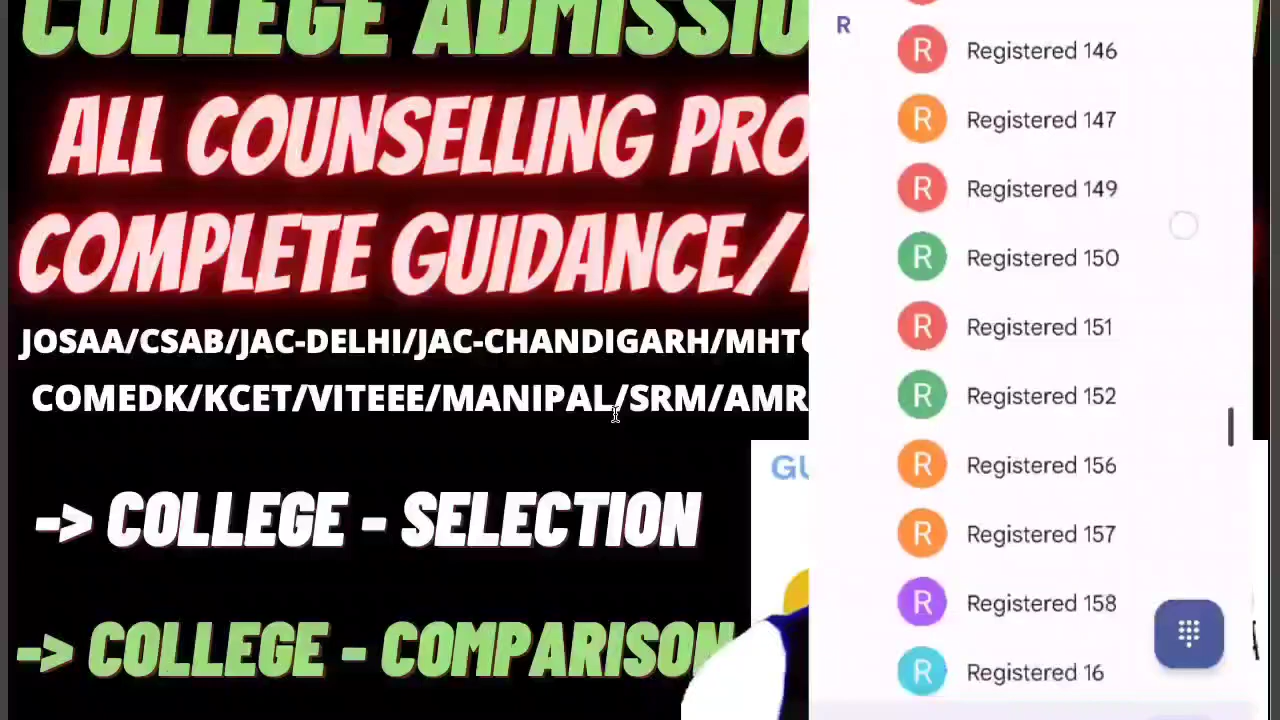 COLLEGE ADMISSIO
ALL COUNSELLING PRO
COMPLETE GUIDANCE/
JOSAA/CSAB/JAC-DELHI/JAC-CHANDIGARH/MHTC
COMEDK/KCET/VITEEE/MANIPAL/SRM/AMR
-> COLLEGE - SELECTION
-> COLLEGE - COMPARISON
GU
R
R Registered 146
R Registered 147
R Registered 149
R Registered 150
R Registered 151
R Registered 152
R Registered 156
R Registered 157
R Registered 158
R Registered 16